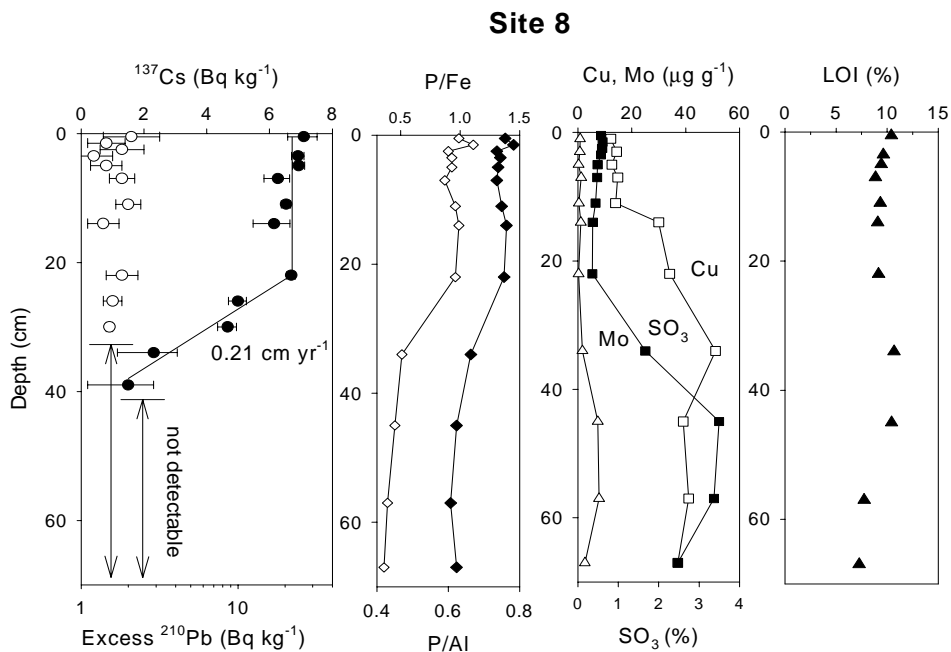 Site 8
¹³⁷Cs (Bq kg⁻¹)
P/Fe
Cu, Mo (μg g⁻¹)
LOI (%)
0 2 4 6 8
0.5 1.0 1.5
0 10 20 30 40 50 60
0 5 10 15
0
20
40
60
Depth (cm)
0.21 cm yr⁻¹
not detectable
1 10
Excess ²¹⁰Pb (Bq kg⁻¹)
0
20
40
60
0.4 0.6 0.8
P/Al
0
20
40
60
Cu
Mo
SO₃
0 1 2 3 4
SO₃ (%)
0
20
40
60